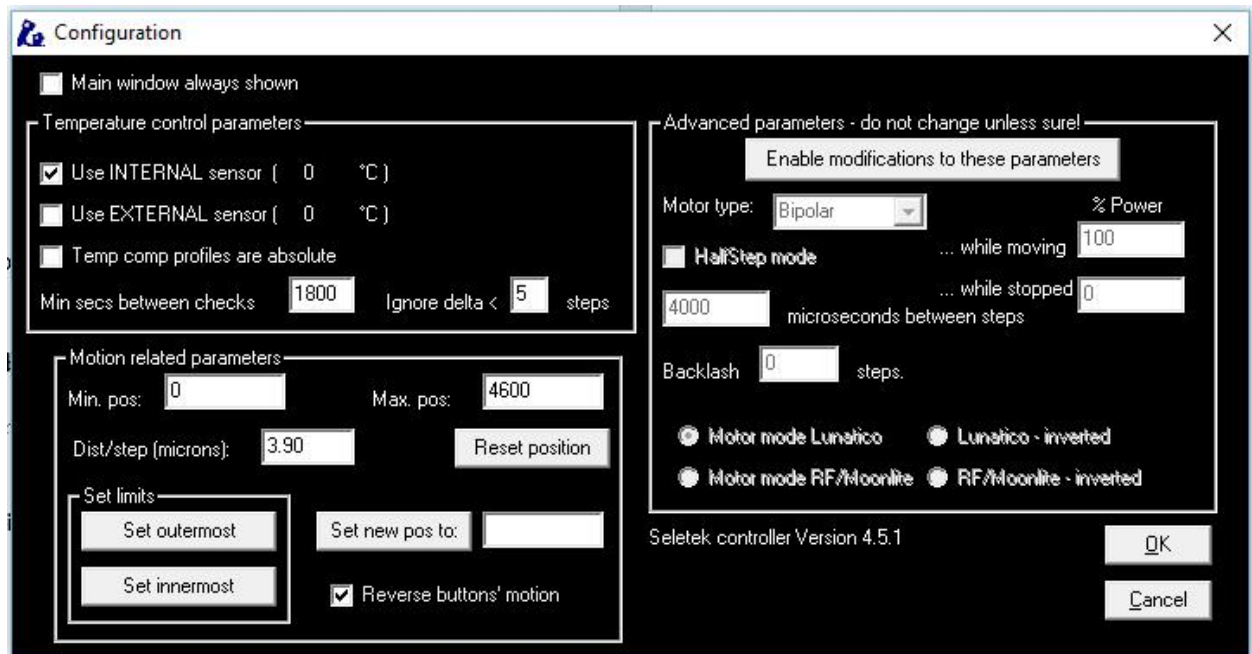 Configuration
Main window always shown
Temperature control parameters
Use INTERNAL sensor ( 0 °C )
Use EXTERNAL sensor ( 0 °C )
Temp comp profiles are absolute
Min secs between checks 1800 Ignore delta < 5 steps
Motion related parameters
Min. pos: 0 Max. pos: 4600
Dist/step (microns): 3.90 Reset position
Set limits
Set outermost Set new pos to:
Set innermost Reverse buttons' motion
Advanced parameters - do not change unless sure!
Enable modifications to these parameters
Motor type: Bipolar % Power
HalfStep mode ... while moving 100
... while stopped 0
4000 microseconds between steps
Backlash 0 steps.
Motor mode Lunatico Lunatico - inverted
Motor mode RF/Moonlite RF/Moonlite - inverted
Seletek controller Version 4.5.1
OK
Cancel